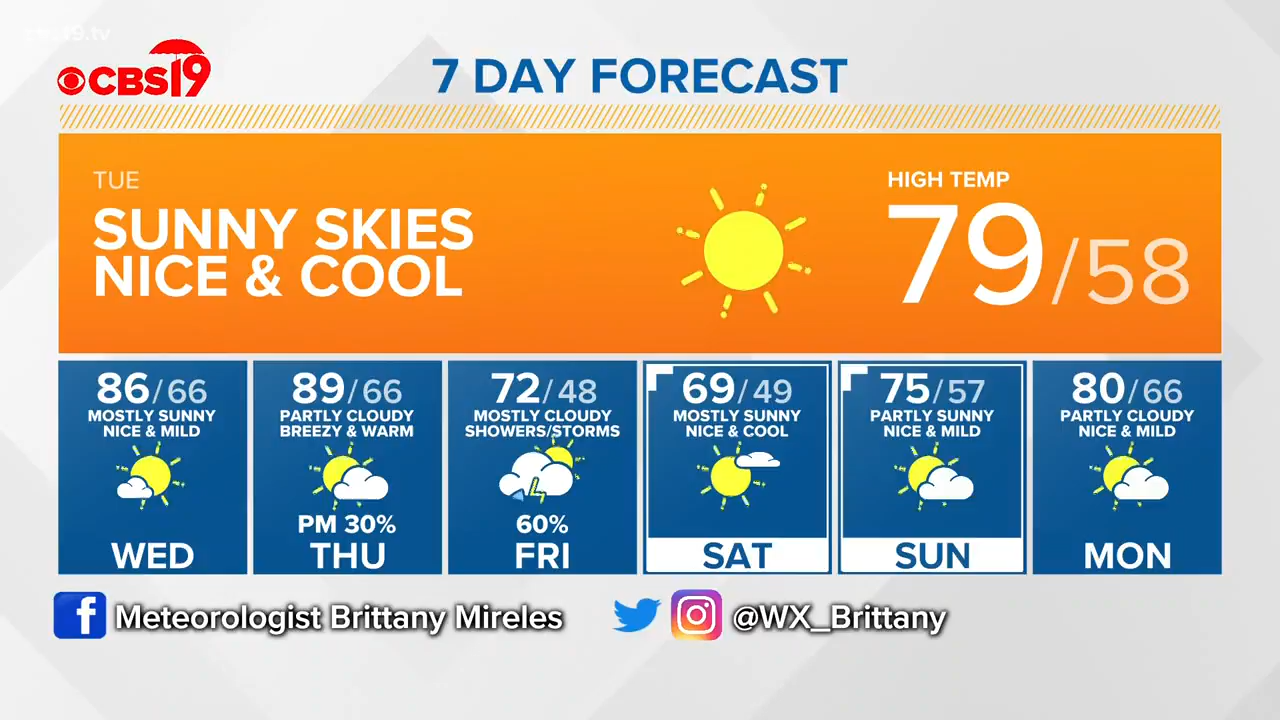 cbs19.tv
CBS19
7 DAY FORECAST
TUE
SUNNY SKIES
NICE & COOL
HIGH TEMP
79/58
86/66
MOSTLY SUNNY
NICE & MILD
WED
89/66
PARTLY CLOUDY
BREEZY & WARM
PM 30%
THU
72/48
MOSTLY CLOUDY
SHOWERS/STORMS
60%
FRI
69/49
MOSTLY SUNNY
NICE & COOL
SAT
75/57
PARTLY SUNNY
NICE & MILD
SUN
80/66
PARTLY CLOUDY
NICE & MILD
MON
f Meteorologist Brittany Mireles
@WX_Brittany